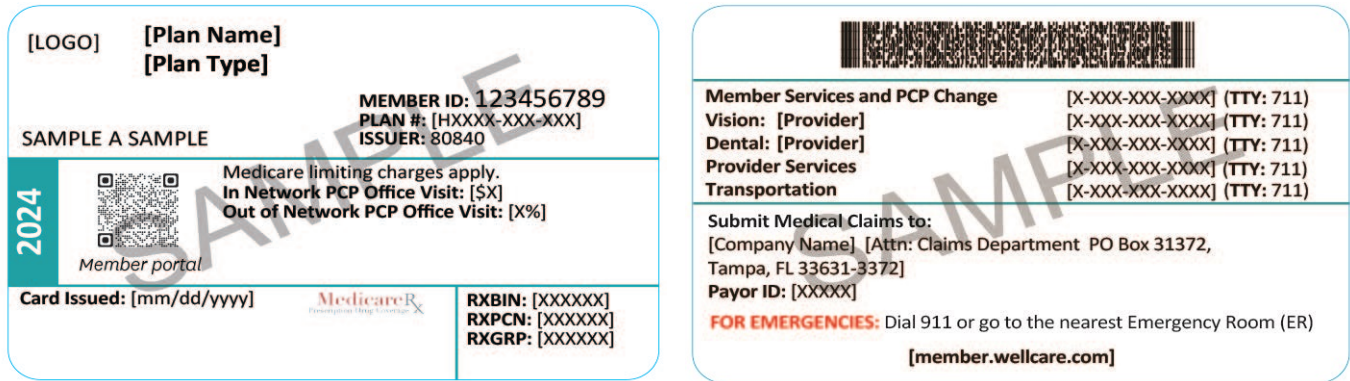 [LOGO]
[Plan Name]
[Plan Type]
MEMBER ID: 123456789
PLAN #: [HXXXX-XXX-XXX]
SAMPLE A SAMPLE
ISSUER: 80840
2024
Medicare limiting charges apply.
In Network PCP Office Visit: [$X]
Out of Network PCP Office Visit: [X%]
Member portal
Card Issued: [mm/dd/yyyy]
MedicareRx
Prescription Drug Coverage
RXBIN: [XXXXXX]
RXPCN: [XXXXXX]
RXGRP: [XXXXXX]
SAMPLE
Member Services and PCP Change [X-XXX-XXX-XXXX] (TTY: 711)
Vision: [Provider] [X-XXX-XXX-XXXX] (TTY: 711)
Dental: [Provider] [X-XXX-XXX-XXXX] (TTY: 711)
Provider Services [X-XXX-XXX-XXXX] (TTY: 711)
Transportation [X-XXX-XXX-XXXX] (TTY: 711)
Submit Medical Claims to:
[Company Name] [Attn: Claims Department PO Box 31372,
Tampa, FL 33631-3372]
Payor ID: [XXXXX]
FOR EMERGENCIES: Dial 911 or go to the nearest Emergency Room (ER)
[member.wellcare.com]
SAMPLE